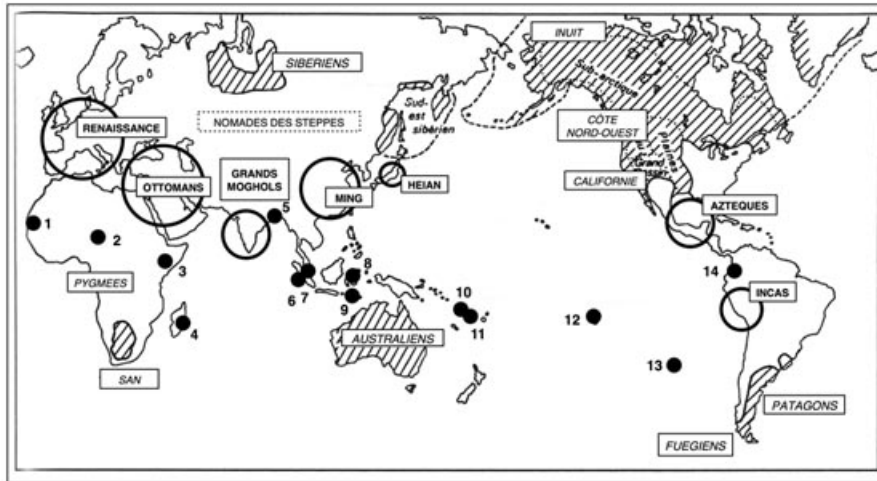 INUIT
SIBERIENS
Sub-arctique
Sud-
est
sibérien
RENAISSANCE
NOMADES DES STEPPES
CÔTE
NORD-OUEST
Plaines
Grand
CALIFORNIE
OTTOMANS
GRANDS
MOGHOLS
MING
HEIAN
AZTEQUES
1
2
3
4
5
6
7
8
9
10
11
12
13
14
PYGMEES
INCAS
AUSTRALIENS
SAN
PATAGONS
FUEGIENS